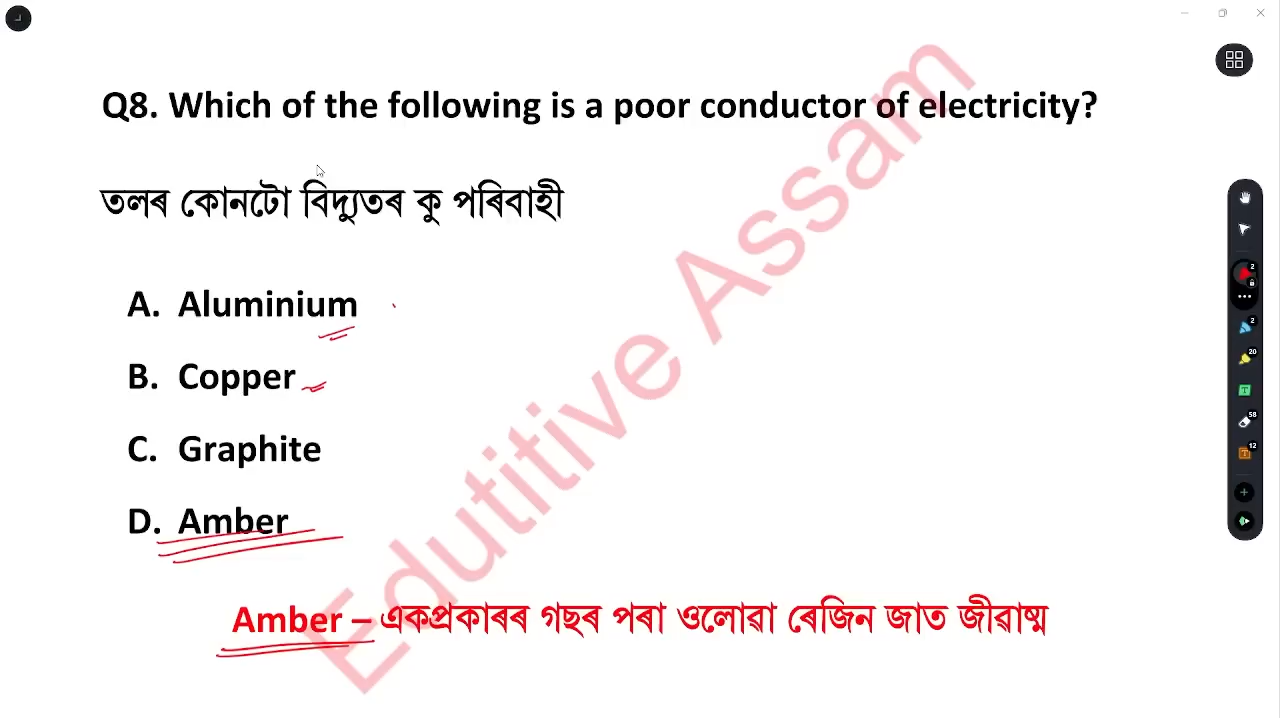 Q8. Which of the following is a poor conductor of electricity?
তলৰ কোনটো বিদ্যুতৰ কু পৰিবাহী
A. Aluminium
B. Copper
C. Graphite
D. Amber
Amber – একপ্ৰকাৰৰ গছৰ পৰা ওলোৱা ৰেজিন জাত জীৱাষ্ম
Edutitive Assam